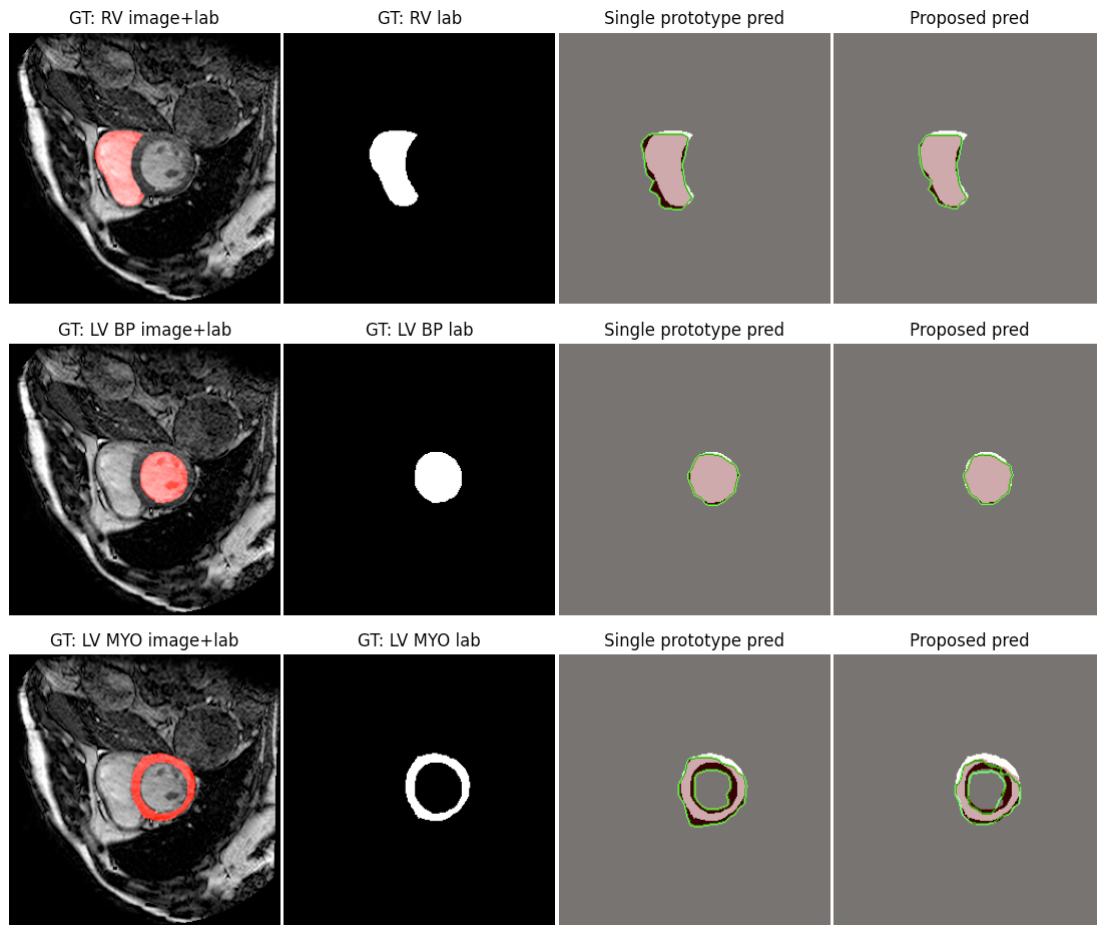 GT: RV image+lab
GT: RV lab
Single prototype pred
Proposed pred
GT: LV BP image+lab
GT: LV BP lab
Single prototype pred
Proposed pred
GT: LV MYO image+lab
GT: LV MYO lab
Single prototype pred
Proposed pred